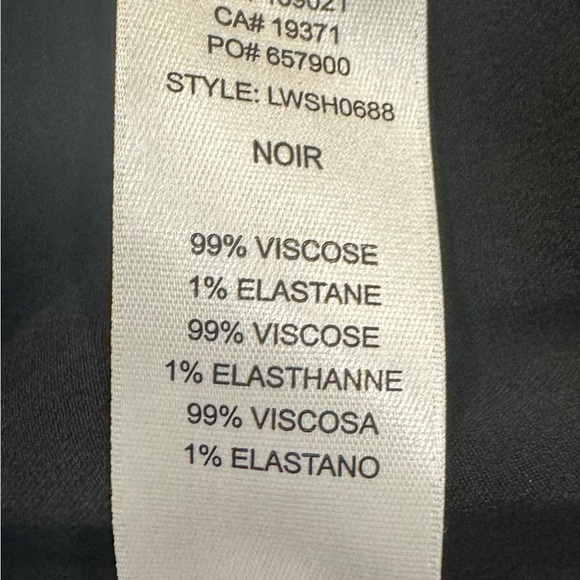 CA# 19371
PO# 657900
STYLE: LWSH0688
NOIR
99% VISCOSE
1% ELASTANE
99% VISCOSE
1% ELASTHANNE
99% VISCOSA
1% ELASTANO